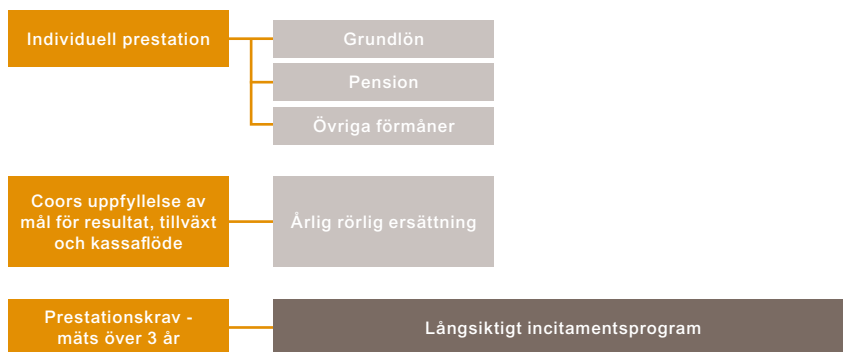 Individuell prestation
Grundlön
Pension
Övriga förmåner
Coors uppfyllelse av
mål för resultat, tillväxt
och kassaflöde
Årlig rörlig ersättning
Prestationskrav -
mäts över 3 år
Långsiktigt incitamentsprogram